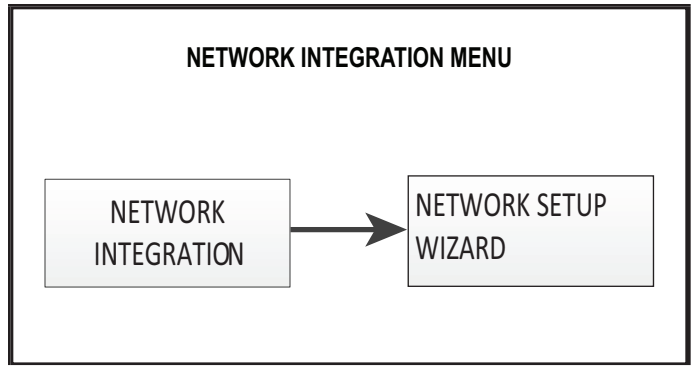 NETWORK INTEGRATION MENU
NETWORK
INTEGRATION
NETWORK SETUP
WIZARD